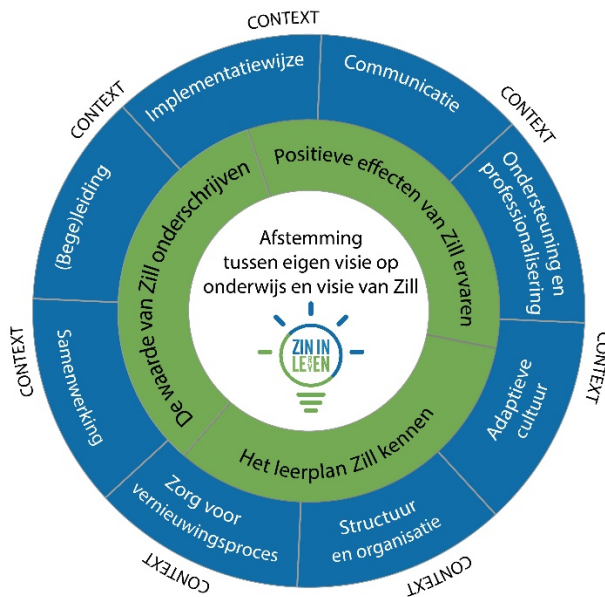 CONTEXT
CONTEXT
CONTEXT
CONTEXT
CONTEXT
CONTEXT
CONTEXT
CONTEXT
Implementatiewijze
Communicatie
Ondersteuning en
professionalisering
Adaptieve
cultuur
Structuur
en organisatie
Zorg voor
vernieuwingsproces
Samenwerking
(Bege)leiding
Positieve effecten van Zill ervaren
Het leerplan Zill kennen
De waarde van Zill onderschrijven
Afstemming
tussen eigen visie op
onderwijs en visie van Zill
ZIN IN
LEREN
LEVEN